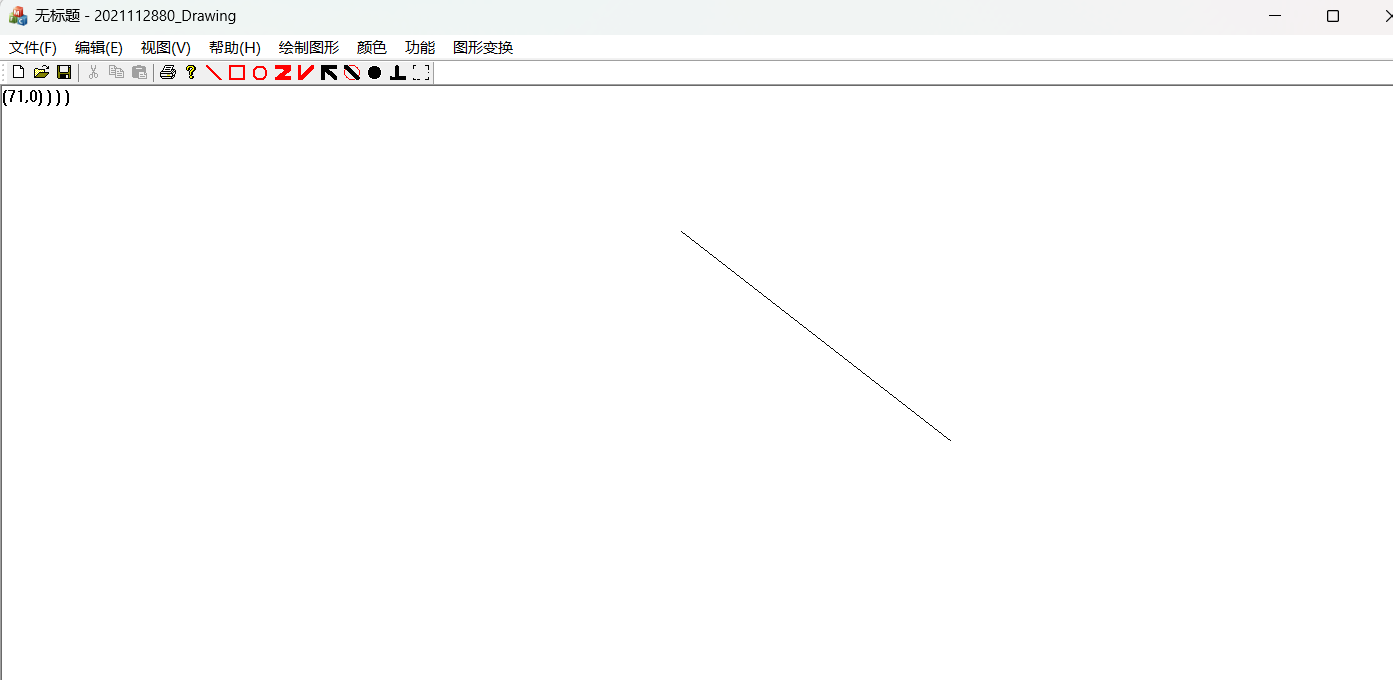 无标题 - 2021112880_Drawing
文件(F) 编辑(E) 视图(V) 帮助(H) 绘制图形 颜色 功能 图形变换
(71,0) ) ) )